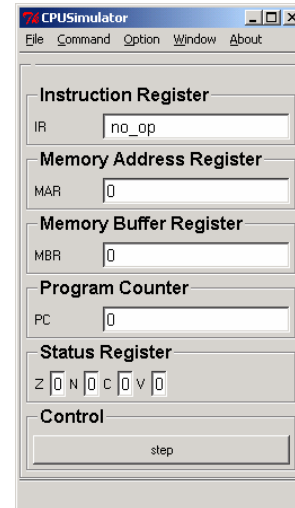 CPUSimulator
File Command Option Window About
Instruction Register
IR no_op
Memory Address Register
MAR 0
Memory Buffer Register
MBR 0
Program Counter
PC 0
Status Register
Z 0 N 0 C 0 V 0
Control
step